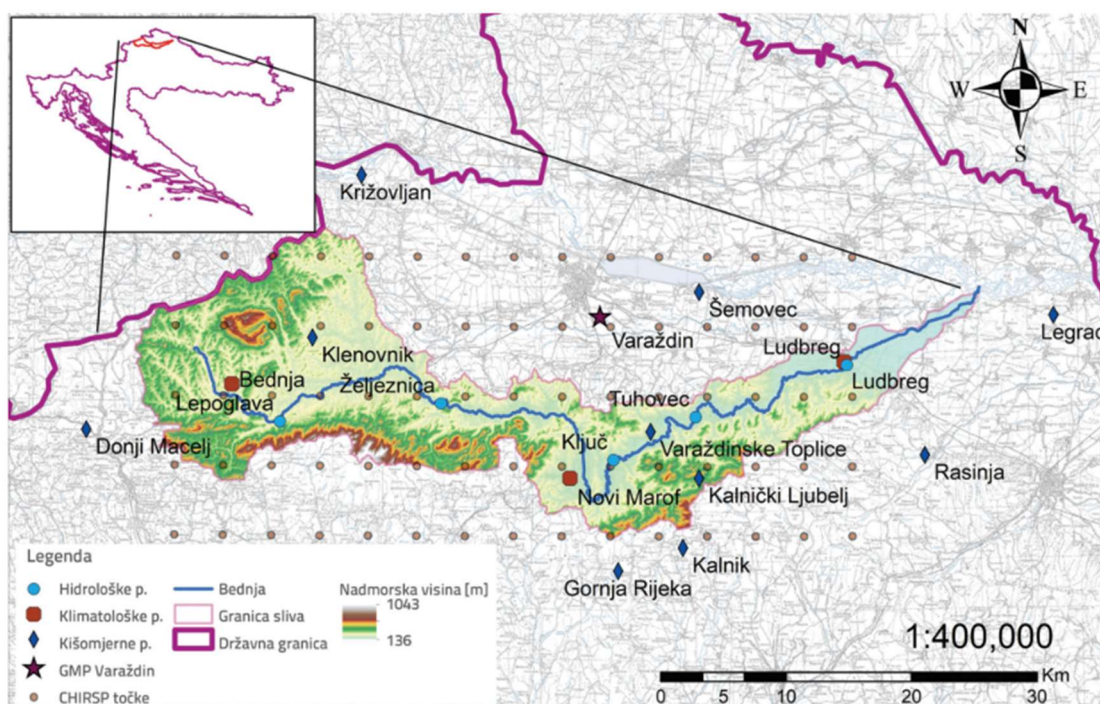 N
W E
S
Križovljan
Šemovec
Varaždin
Legrad
Ludbreg
Klenovnik
Ludbreg
Bednja
Željeznica
Tuhovec
Lepoglava
Donji Macelj
Ključ
Varaždinske Toplice
Rasinja
Novi Marof
Kalnički Ljubelj
Kalnik
Gornja Rijeka
Legenda
Hidrološke p.
Klimatološke p.
Kišomjerne p.
GMP Varaždin
CHIRSP točke
Bednja
Granica sliva
Državna granica
Nadmorska visina [m]
1043
136
1:400,000
Km
0 5 10 20 30